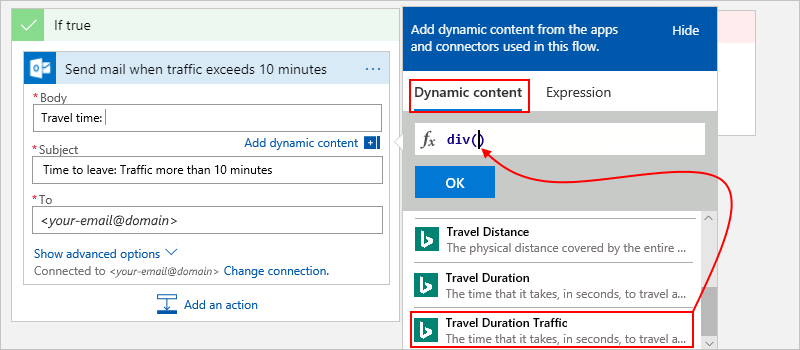 If true
Send mail when traffic exceeds 10 minutes
...
*Body
Travel time:
Add dynamic content
*Subject
Time to leave: Traffic more than 10 minutes
*To
<your-email@domain>
Show advanced options
Connected to <your-email@domain> Change connection.
Add an action
Add dynamic content from the apps
and connectors used in this flow.
Hide
Dynamic content
Expression
fx div()
OK
Travel Distance
The physical distance covered by the entire ...
Travel Duration
The time that it takes, in seconds, to travel a...
Travel Duration Traffic
The time that it takes, in seconds, to travel a...